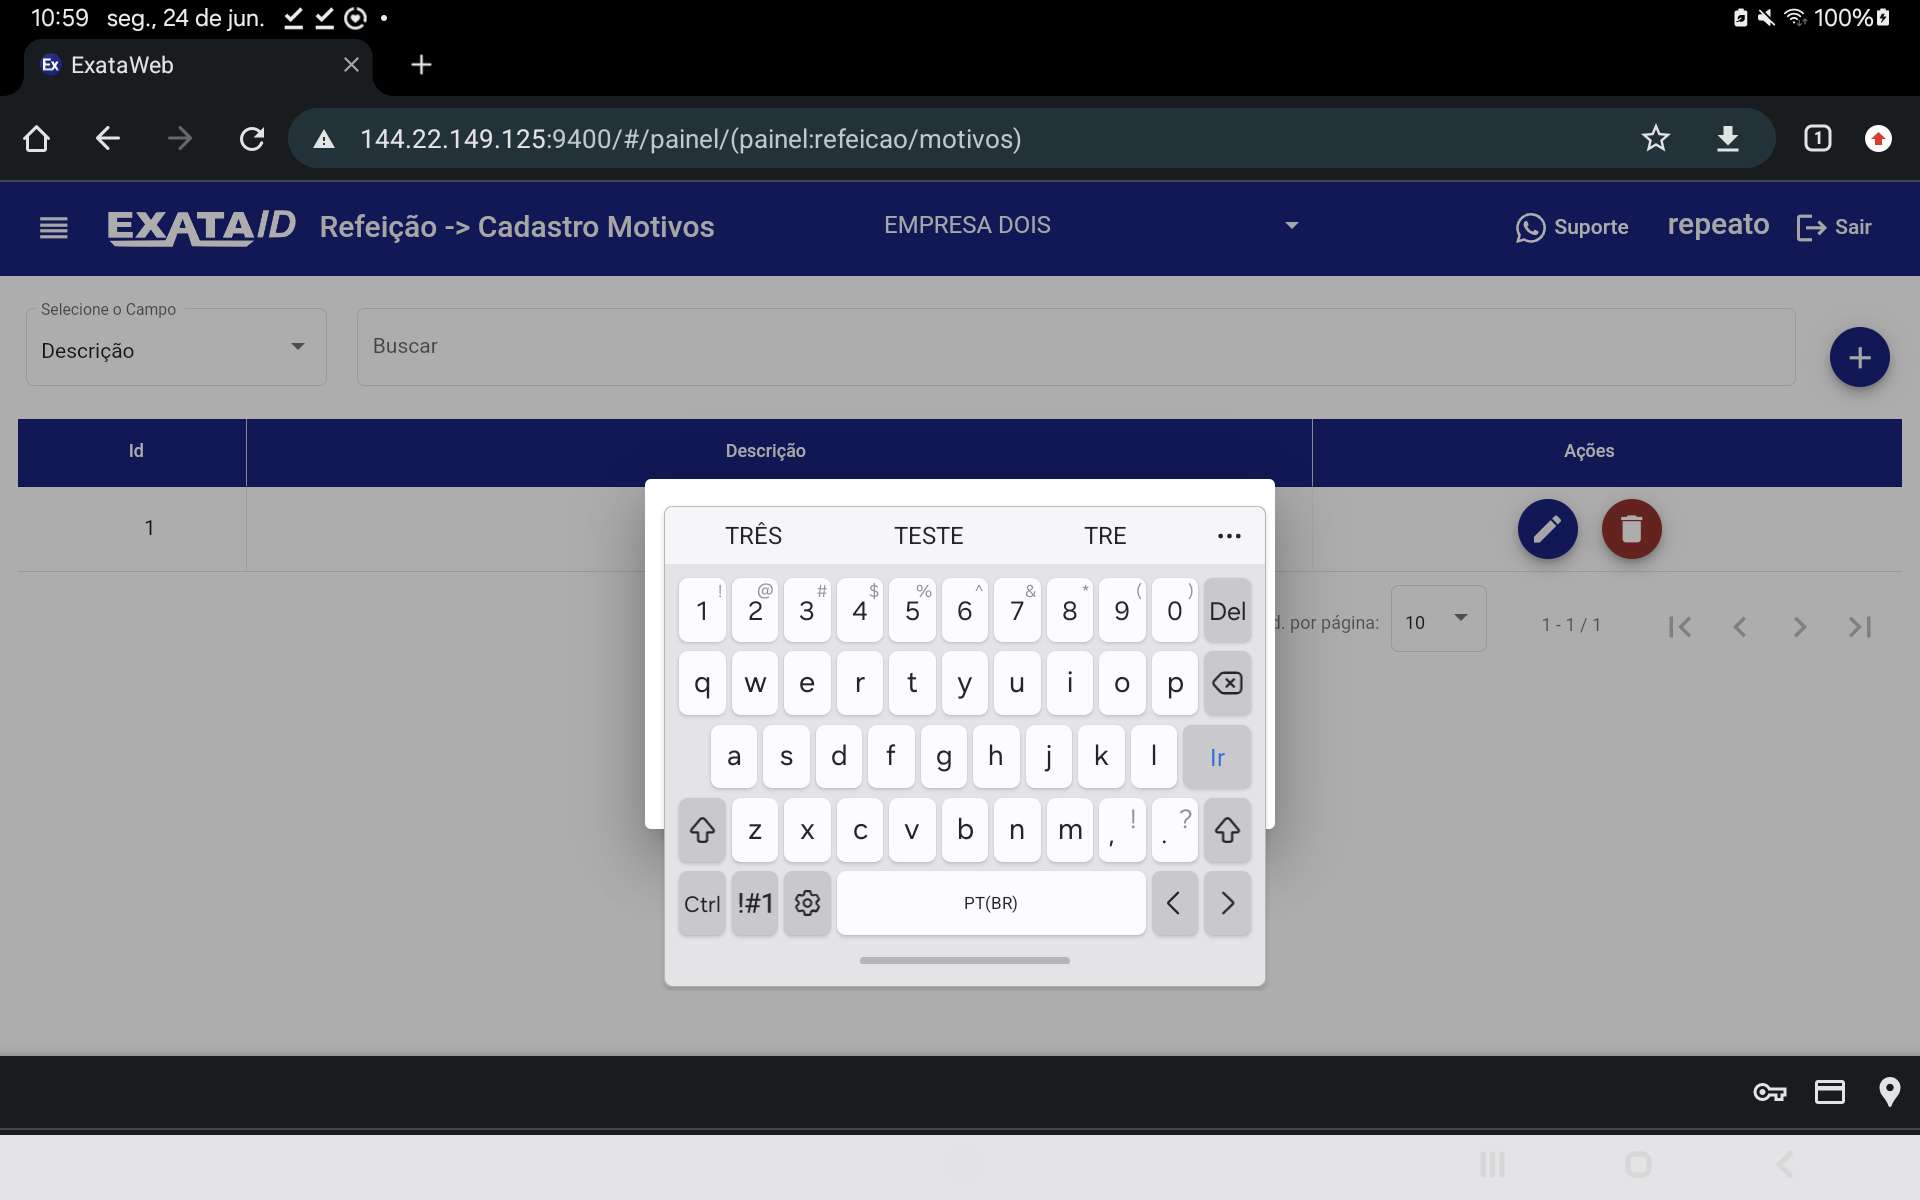 10:59 seg., 24 de jun. 100%
Ex ExataWeb
144.22.149.125:9400/#/painel/(painel:refeicao/motivos) 1
EXATAID Refeição -> Cadastro Motivos EMPRESA DOIS Suporte repeato Sair
Selecione o Campo
Descrição Buscar +
Id Descrição Ações
1
TRÊS TESTE TRE ...
! @ # $ % ^ & * ( )
1 2 3 4 5 6 7 8 9 0 Del
d. por página: 10 1 - 1 / 1
q w e r t y u i o p
a s d f g h j k l Ir
z x c v b n m , ! . ?
Ctrl !#1 PT(BR) < >